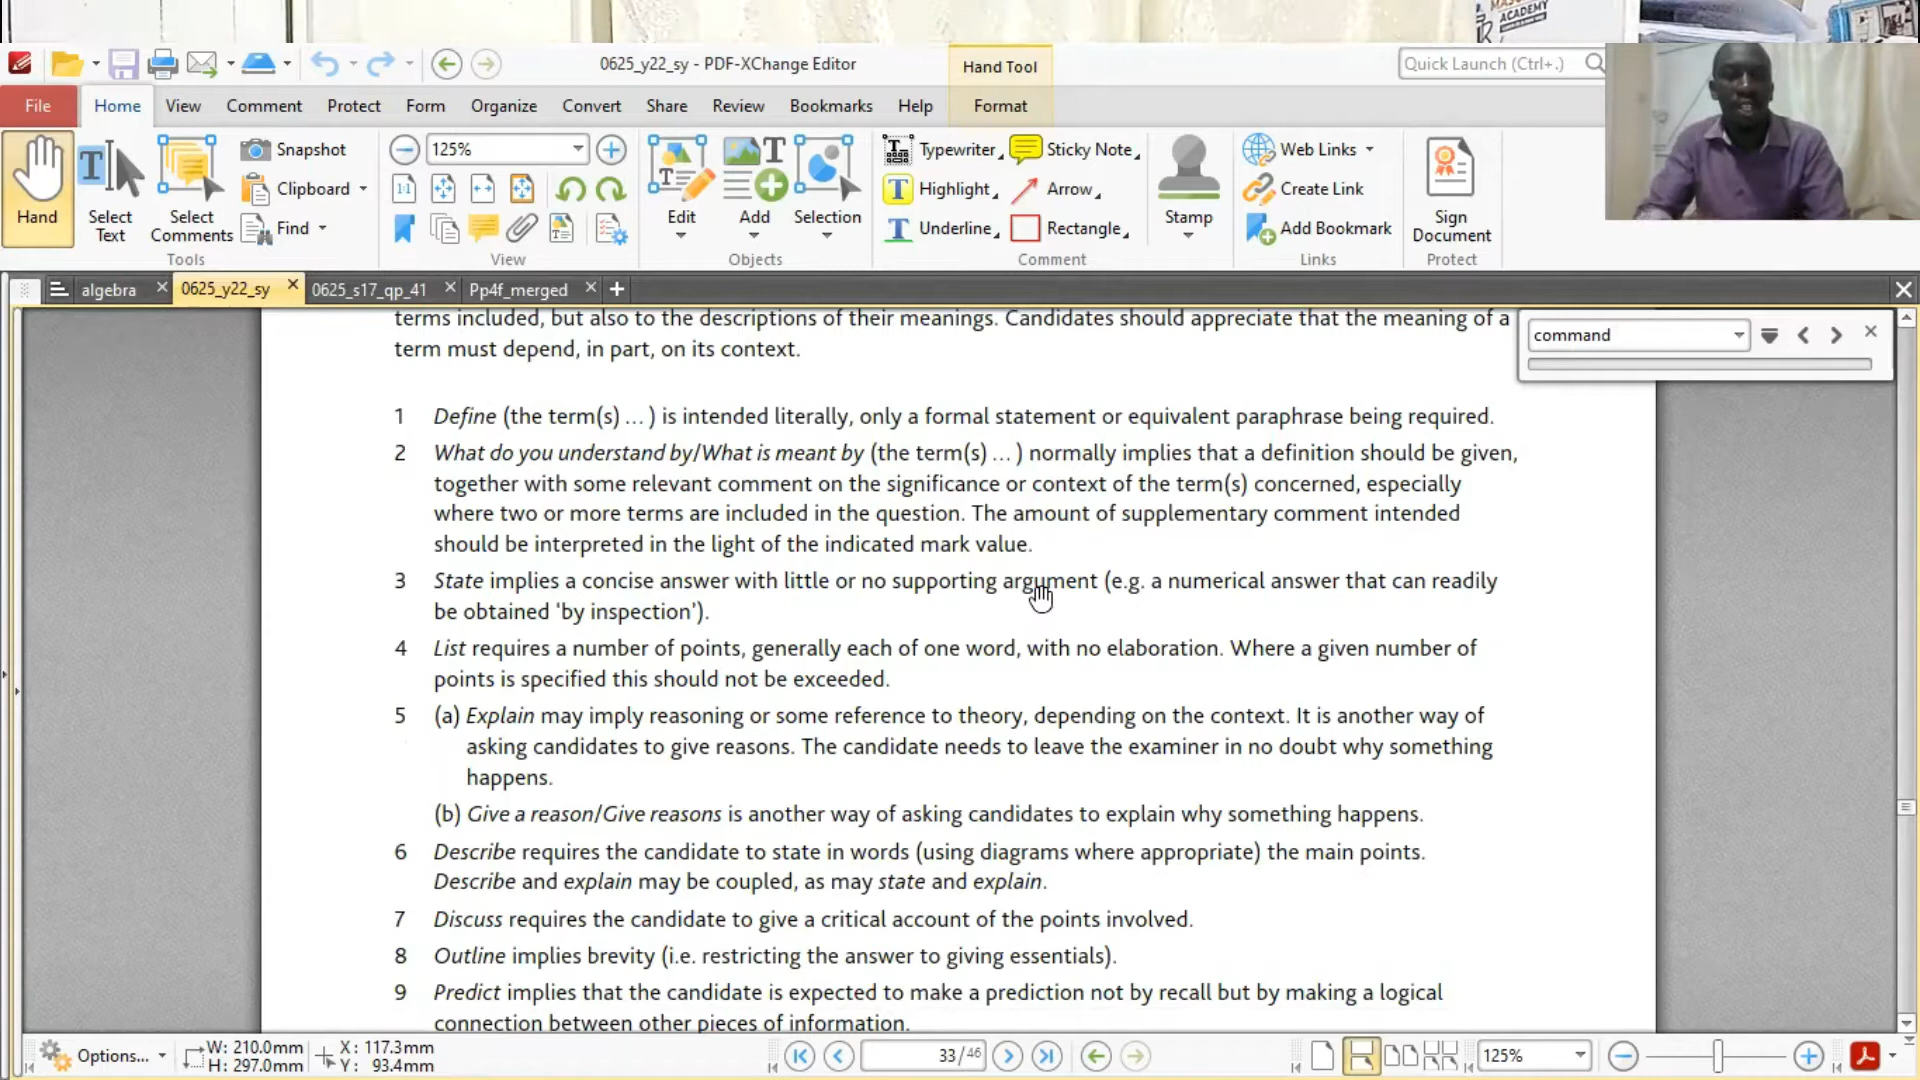 MAS
ACADEMY
0625_y22_sy - PDF-XChange Editor
Hand Tool
Quick Launch (Ctrl+.)
File Home View Comment Protect Form Organize Convert Share Review Bookmarks Help Format
Hand
Select Text
Select Comments
Snapshot
Clipboard
Find
Tools
125%
View
Edit
Add
Selection
Objects
Typewriter
Highlight
Underline
Sticky Note
Arrow
Rectangle
Stamp
Comment
Web Links
Create Link
Add Bookmark
Links
Sign Document
Protect
algebra 0625_y22_sy 0625_s17_qp_41 Pp4f_merged
command
terms included, but also to the descriptions of their meanings. Candidates should appreciate that the meaning of a
term must depend, in part, on its context.
1 Define (the term(s) … ) is intended literally, only a formal statement or equivalent paraphrase being required.
2 What do you understand by/What is meant by (the term(s) … ) normally implies that a definition should be given,
together with some relevant comment on the significance or context of the term(s) concerned, especially
where two or more terms are included in the question. The amount of supplementary comment intended
should be interpreted in the light of the indicated mark value.
3 State implies a concise answer with little or no supporting argument (e.g. a numerical answer that can readily
be obtained 'by inspection').
4 List requires a number of points, generally each of one word, with no elaboration. Where a given number of
points is specified this should not be exceeded.
5 (a) Explain may imply reasoning or some reference to theory, depending on the context. It is another way of
asking candidates to give reasons. The candidate needs to leave the examiner in no doubt why something
happens.
(b) Give a reason/Give reasons is another way of asking candidates to explain why something happens.
6 Describe requires the candidate to state in words (using diagrams where appropriate) the main points.
Describe and explain may be coupled, as may state and explain.
7 Discuss requires the candidate to give a critical account of the points involved.
8 Outline implies brevity (i.e. restricting the answer to giving essentials).
9 Predict implies that the candidate is expected to make a prediction not by recall but by making a logical
connection between other pieces of information.
Options...
W: 210.0mm
H: 297.0mm
X: 117.3mm
Y: 93.4mm
33 / 46
125%